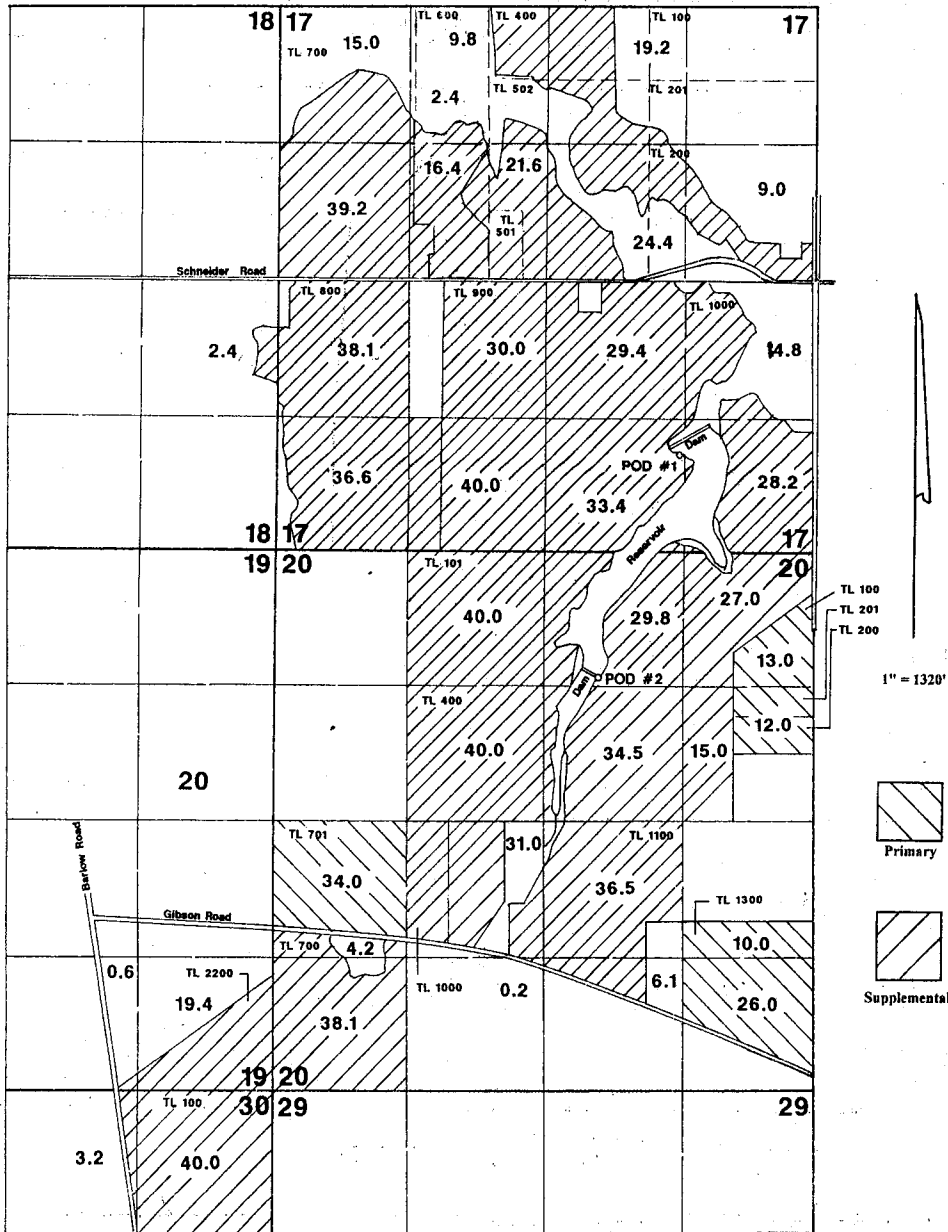 18 17
17
TL 600
TL 400
TL 100
15.0
9.8
19.2
TL 700
TL 502
TL 201
2.4
TL 200
16.4
21.6
9.0
39.2
TL
501
24.4
Schneider Road
TL 800
TL 900
TL 1000
2.4
38.1
30.0
29.4
Dam
POD #1
36.6
40.0
33.4
28.2
Reservoir
18 17
17
19 20
20
TL 101
TL 100
27.0
TL 201
40.0
29.8
TL 200
13.0
Dam
POD #2
1" = 1320'
TL 400
12.0
40.0
34.5
15.0
20
Primary
TL 701
31.0
TL 1100
Barlow Road
34.0
36.5
TL 1300
Gibson Road
10.0
TL 700
4.2
0.6
TL 2200
TL 1000
0.2
6.1
19.4
26.0
Supplemental
38.1
19 20
30 29
29
TL 100
3.2
40.0